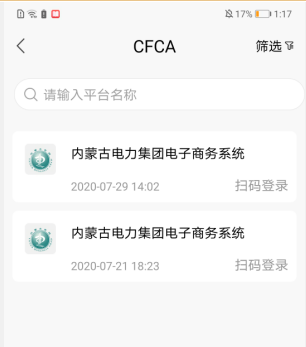 17% 1:17
CFCA 筛选
请输入平台名称
内蒙古电力集团电子商务系统
2020-07-29 14:02 扫码登录
内蒙古电力集团电子商务系统
2020-07-21 18:23 扫码登录